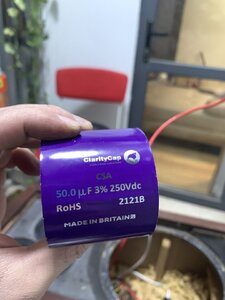 ClarityCap
CSA
50.0 µF 3% 250Vdc
RoHS 2121B
MADE IN BRITAIN